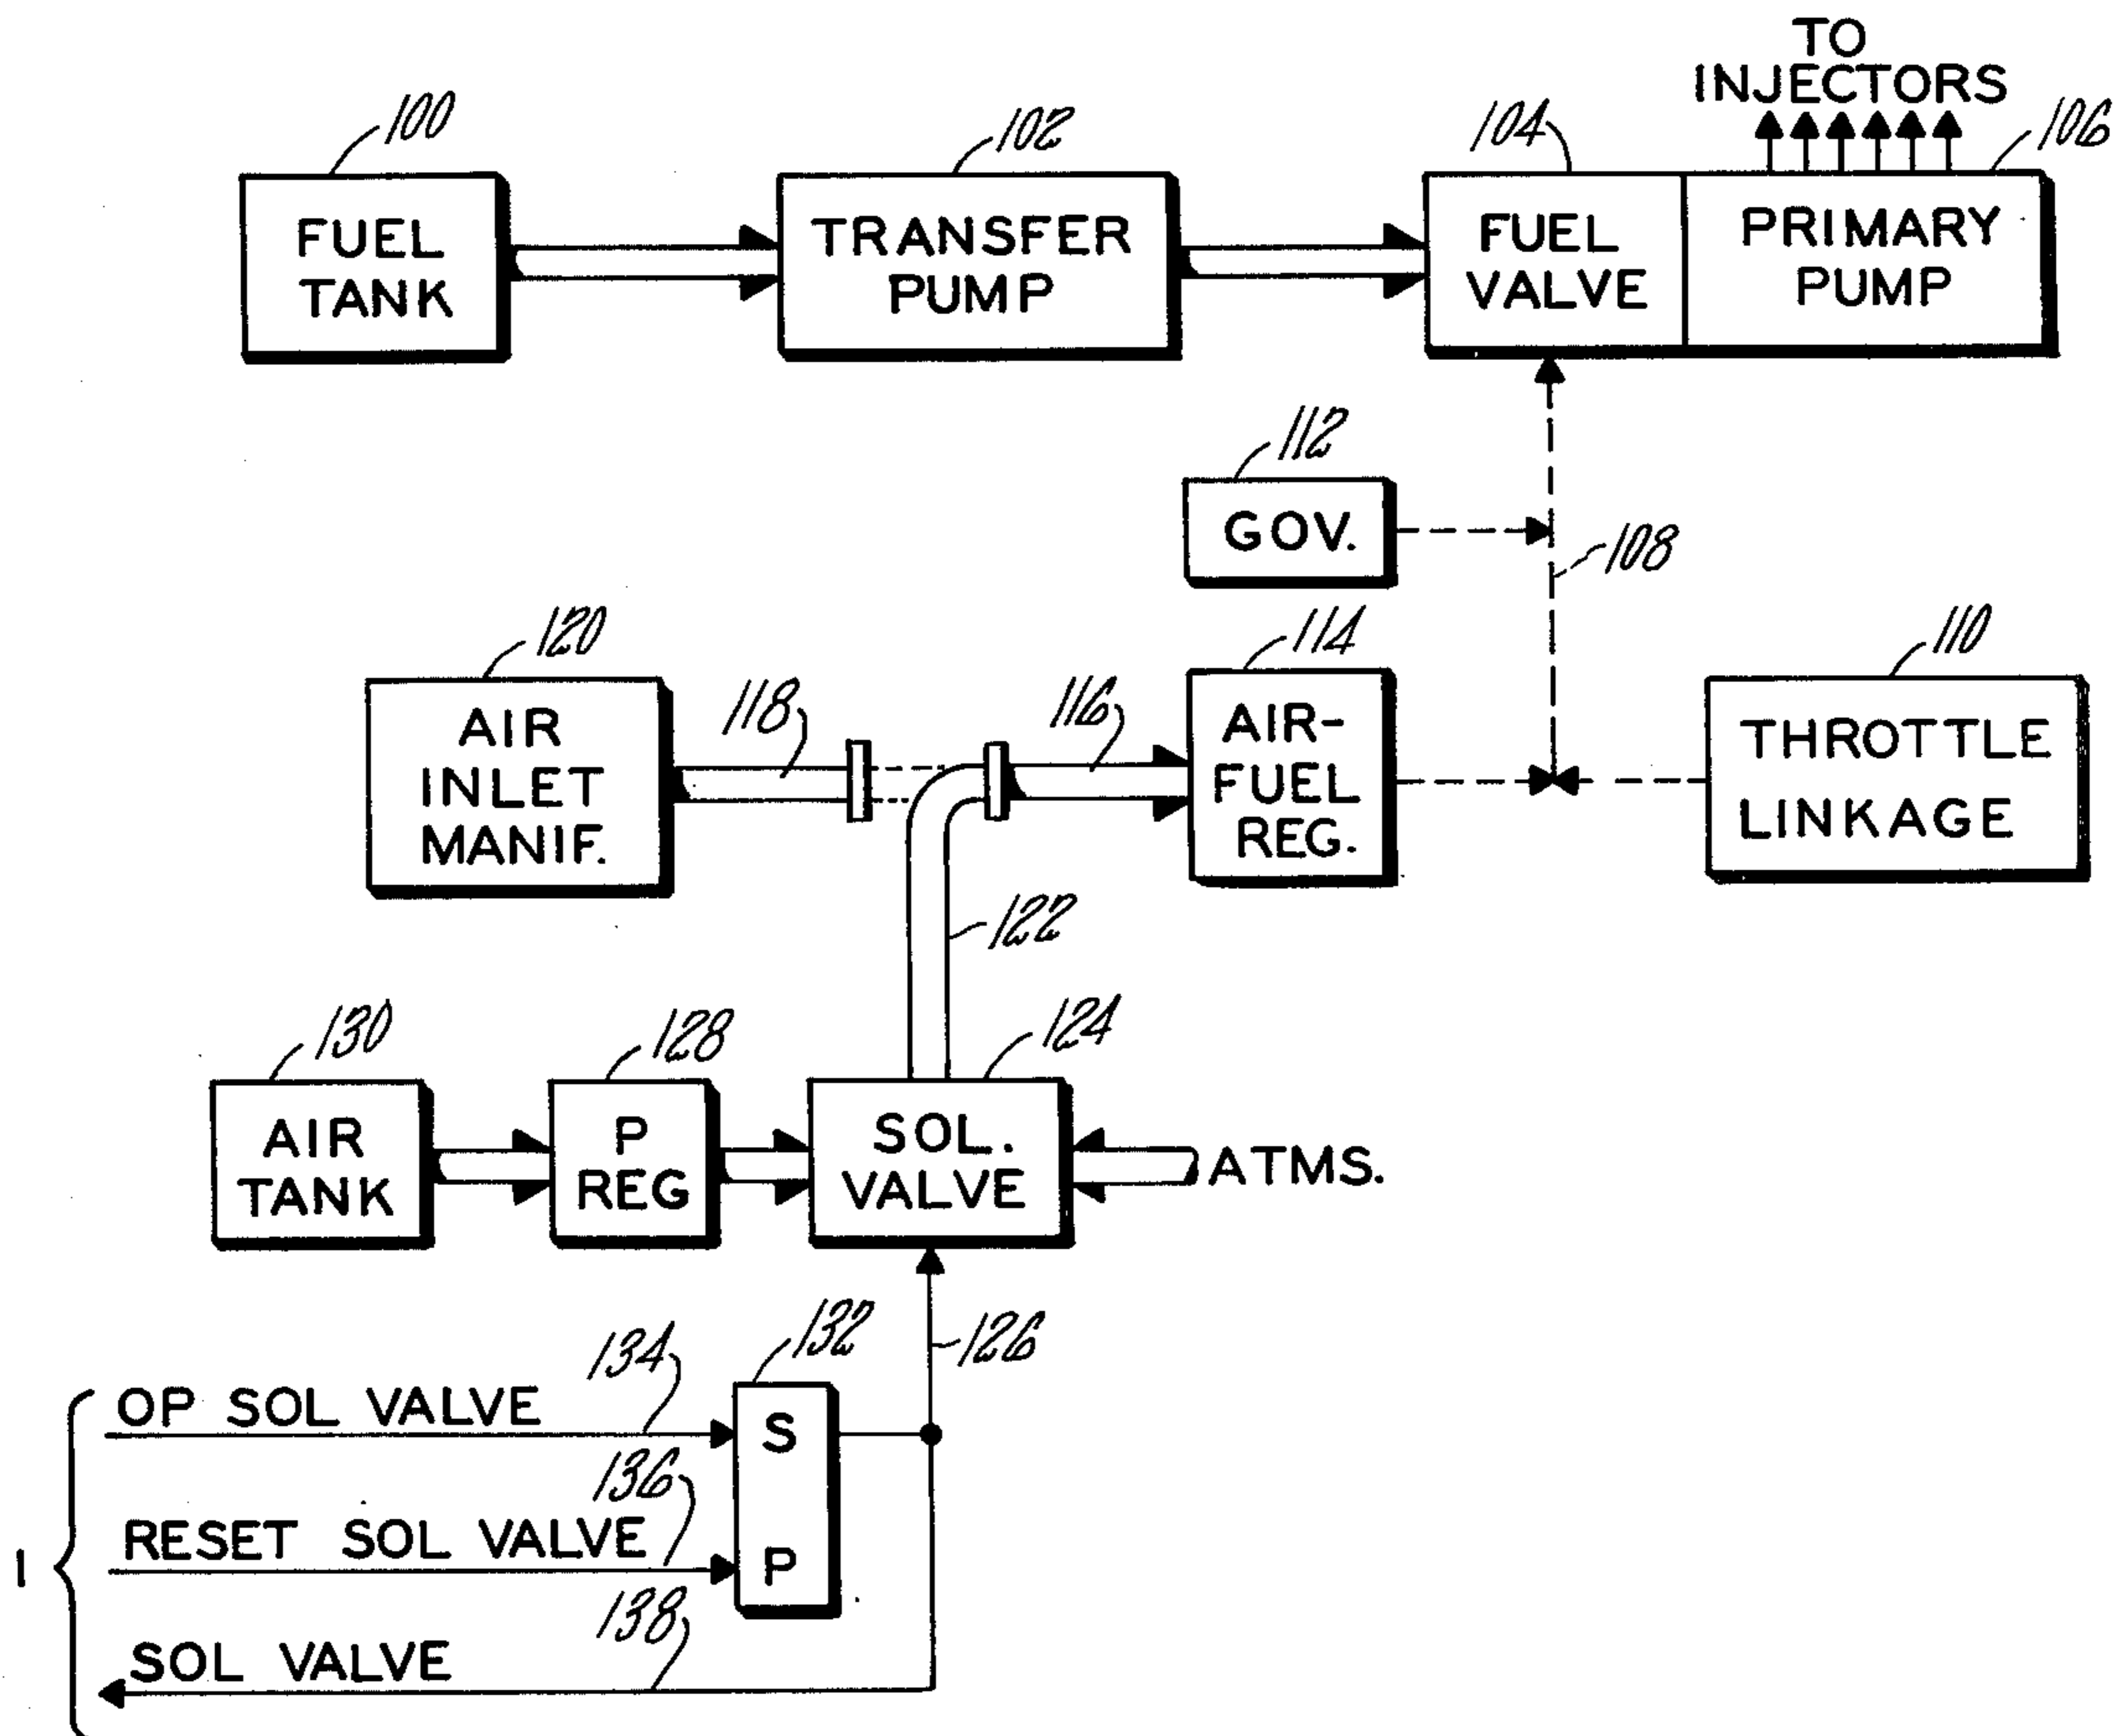 TO
INJECTORS
100
102
104
106
FUEL
TANK
TRANSFER
PUMP
FUEL
VALVE
PRIMARY
PUMP
112
GOV.
108
120
118
116
114
110
AIR
INLET
MANIF.
AIR-
FUEL
REG.
THROTTLE
LINKAGE
122
130
128
124
AIR
TANK
P
REG
SOL.
VALVE
ATMS.
134
132
126
OP SOL VALVE
S
136
RESET SOL VALVE
P
1
138
SOL VALVE